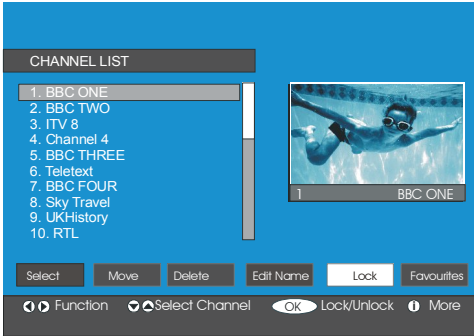 CHANNEL LIST
1. BBC ONE
2. BBC TWO
3. ITV 8
4. Channel 4
5. BBC THREE
6. Teletext
7. BBC FOUR
8. Sky Travel
9. UKHistory
10. RTL
1 BBC ONE
Select Move Delete Edit Name Lock Favourites
Function Select Channel OK Lock/Unlock i More